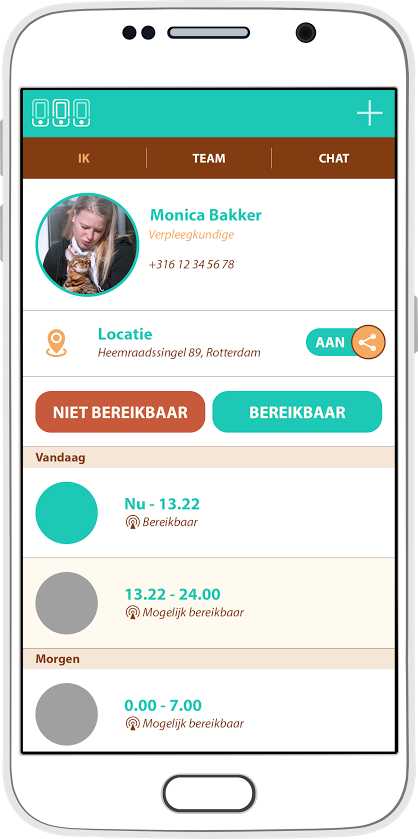 IK TEAM CHAT
Monica Bakker
Verpleegkundige
+316 12 34 56 78
Locatie
Heemraadssingel 89, Rotterdam
AAN
NIET BEREIKBAAR BEREIKBAAR
Vandaag
Nu - 13.22
Bereikbaar
13.22 - 24.00
Mogelijk bereikbaar
Morgen
0.00 - 7.00
Mogelijk bereikbaar